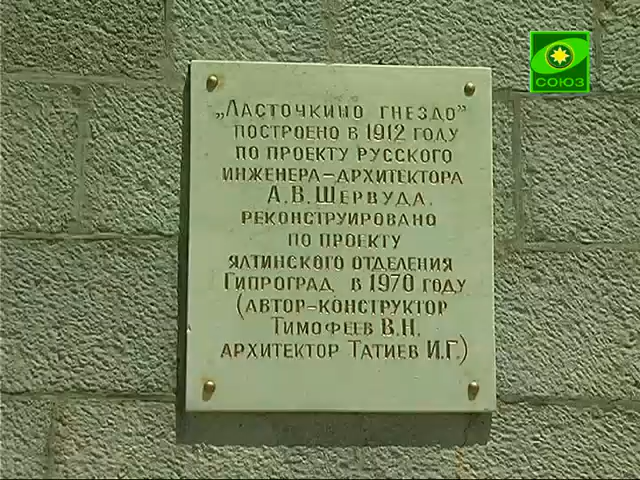 СОЮЗ
„Ласточкино гнездо”
построено в 1912 году
по проекту русского
инженера-архитектора
А.В.Шервуда.
реконструировано
по проекту
ялтинского отделения
Гипроград в 1970 году
(автор-конструктор
Тимофеев В.Н.
архитектор Татиев И.Г.)